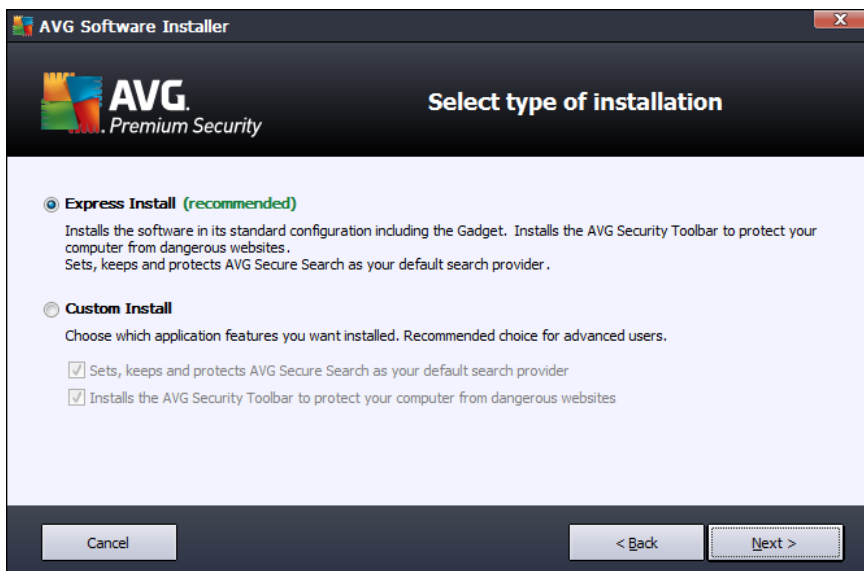 AVG Software Installer
X
AVG.
Premium Security
Select type of installation
Express Install (recommended)
Installs the software in its standard configuration including the Gadget. Installs the AVG Security Toolbar to protect your
computer from dangerous websites.
Sets, keeps and protects AVG Secure Search as your default search provider.
Custom Install
Choose which application features you want installed. Recommended choice for advanced users.
Sets, keeps and protects AVG Secure Search as your default search provider
Installs the AVG Security Toolbar to protect your computer from dangerous websites
Cancel
< Back
Next >